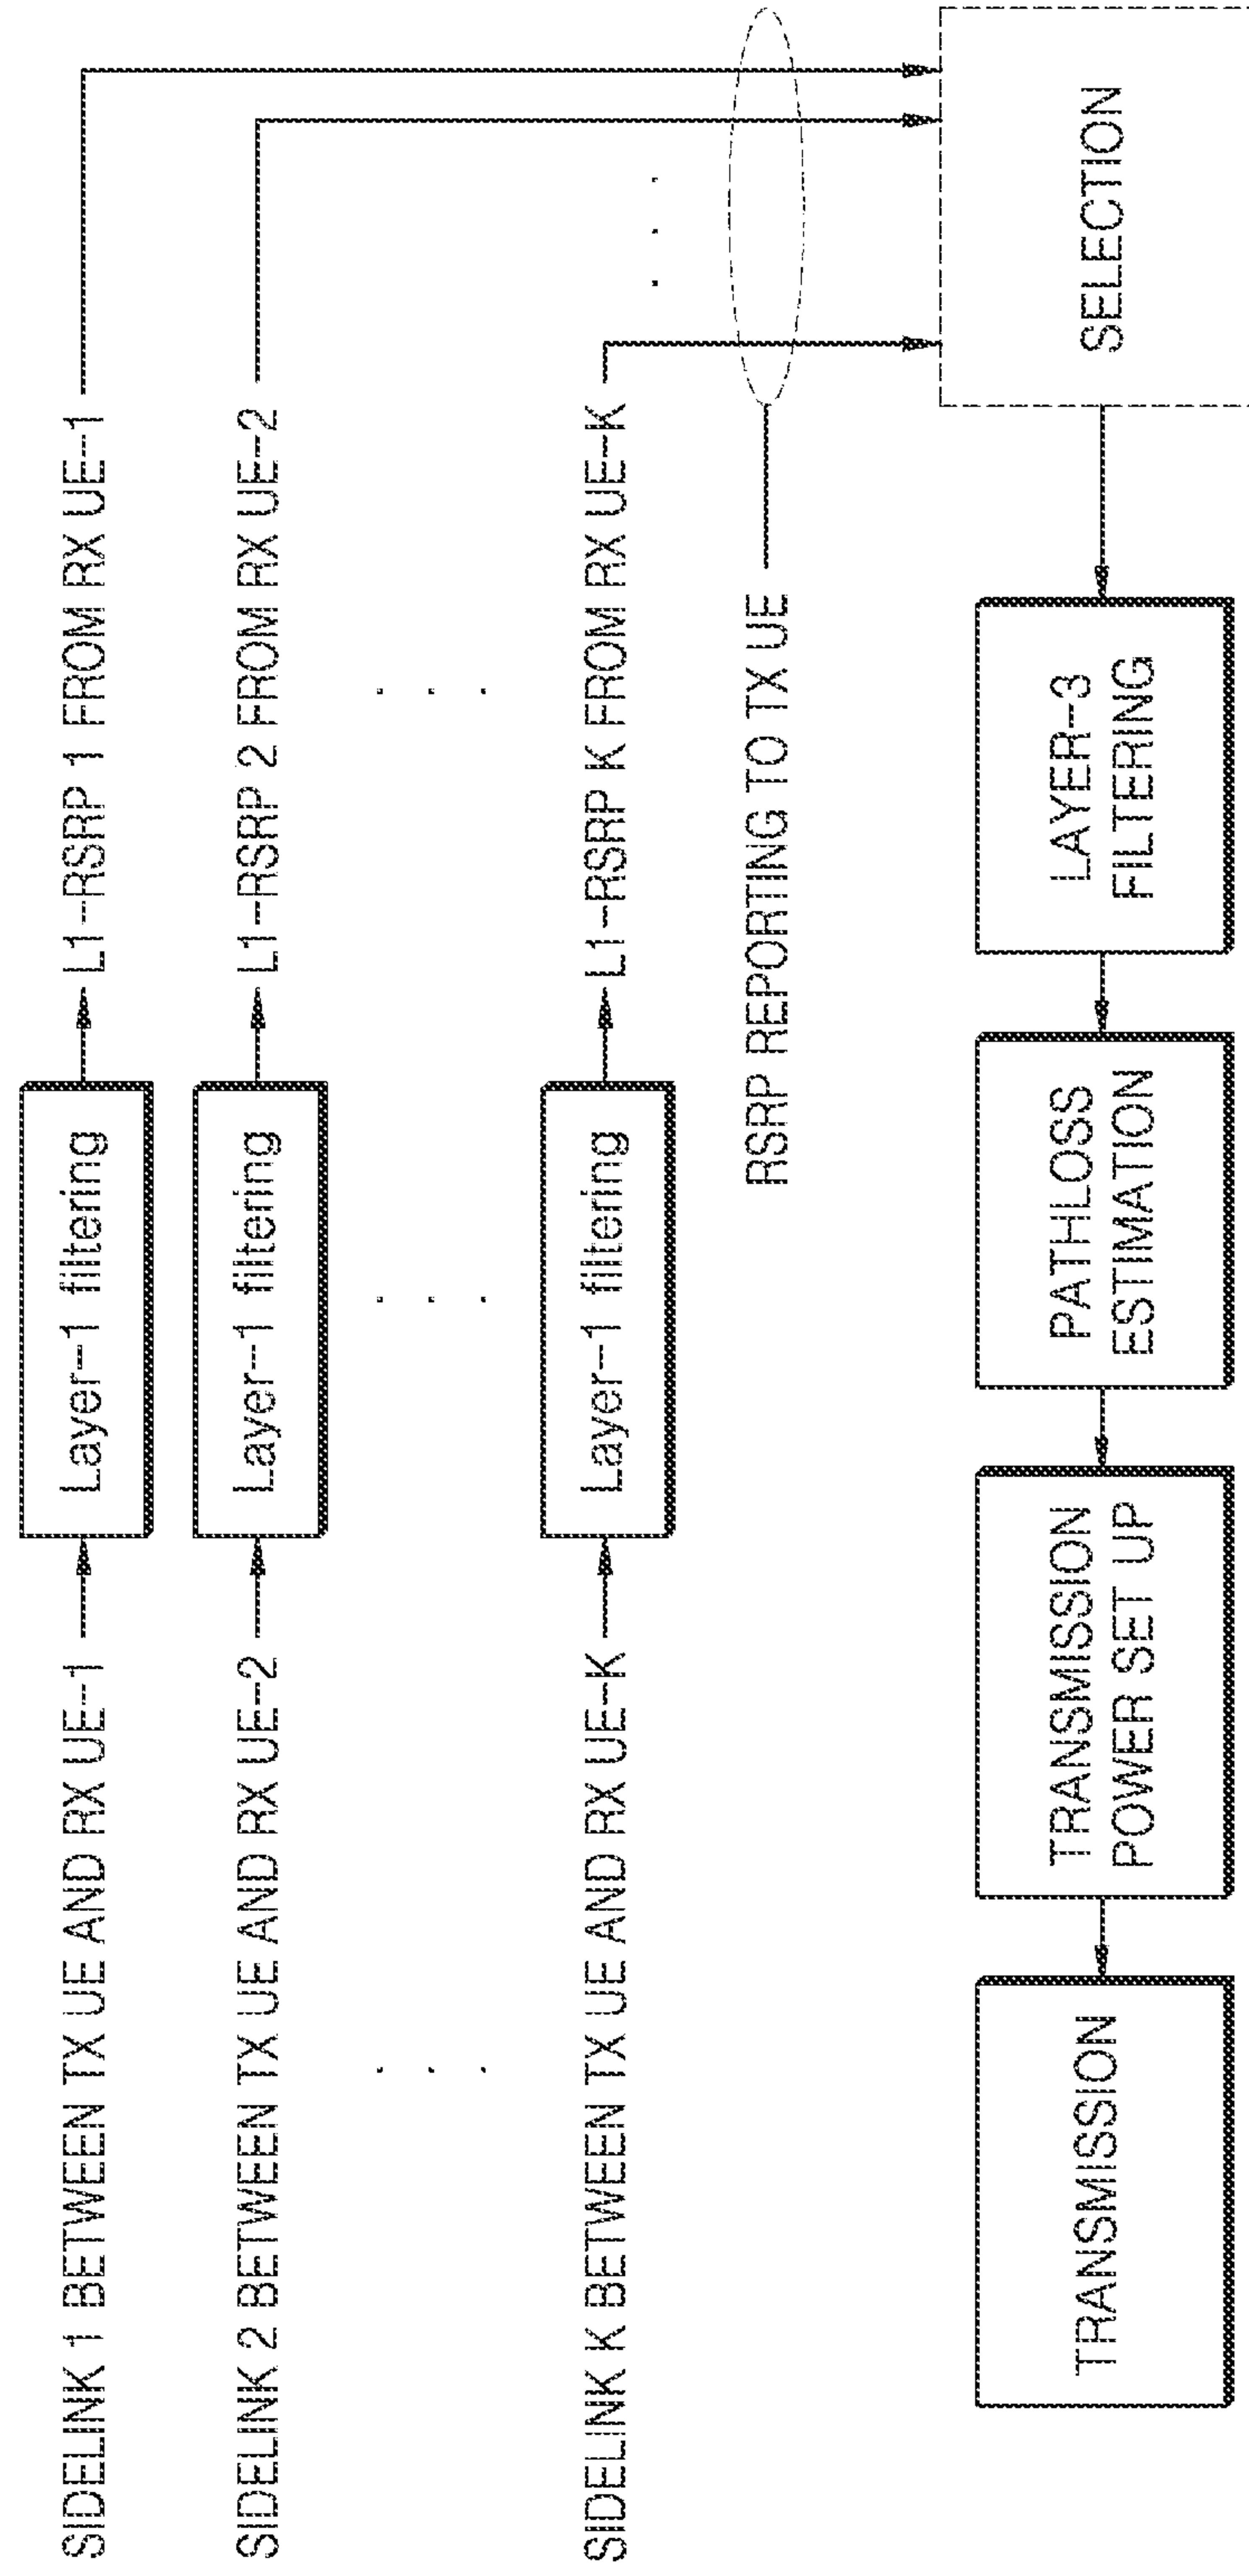 SIDELINK 1 BETWEEN TX UE AND RX UE-1
Layer-1 filtering
L1-RSRP 1 FROM RX UE-1
SIDELINK 2 BETWEEN TX UE AND RX UE-2
Layer-1 filtering
L1-RSRP 2 FROM RX UE-2
SIDELINK K BETWEEN TX UE AND RX UE-K
Layer-1 filtering
L1-RSRP K FROM RX UE-K
RSRP REPORTING TO TX UE
TRANSMISSION
TRANSMISSION
POWER SET UP
PATHLOSS
ESTIMATION
LAYER-3
FILTERING
SELECTION